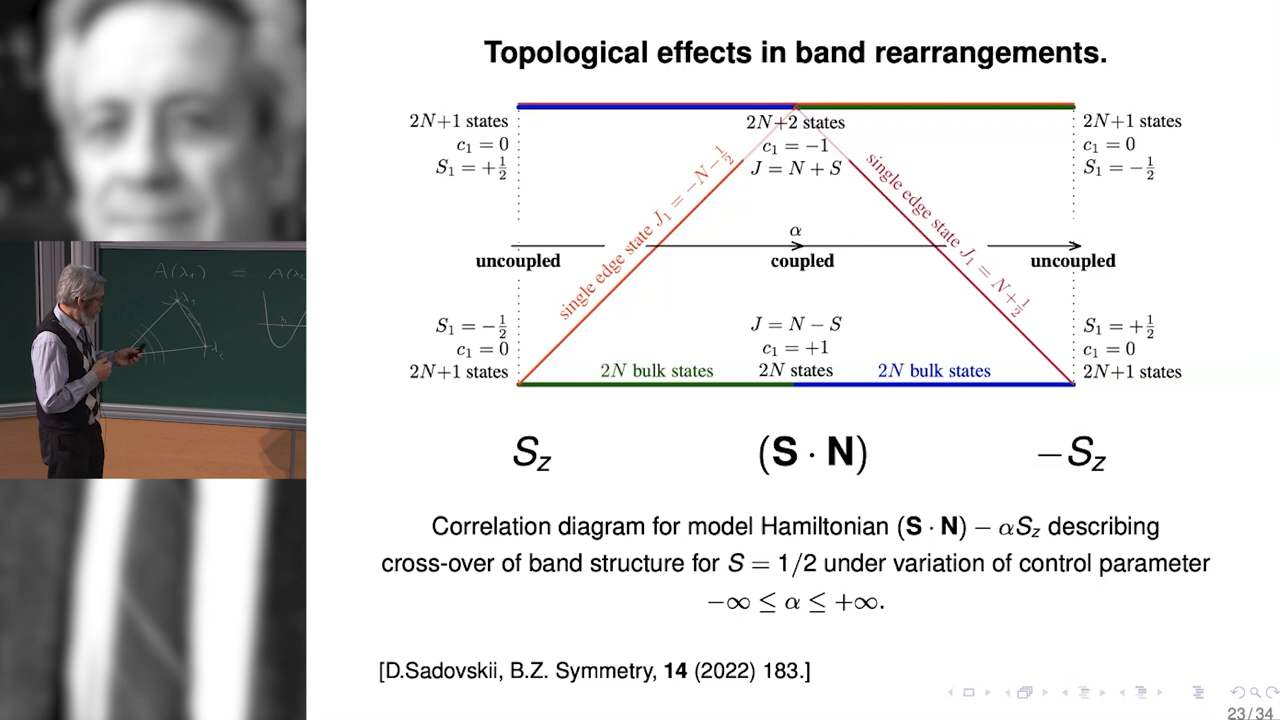 Topological effects in band rearrangements.
2N+1 states
c₁ = 0
S₁ = +½
2N+2 states
c₁ = −1
J = N + S
2N+1 states
c₁ = 0
S₁ = −½
single edge state J₁ = −N−½
single edge state J₁ = N+½
α
uncoupled
coupled
uncoupled
S₁ = −½
c₁ = 0
2N+1 states
J = N − S
c₁ = +1
2N bulk states
2N states
2N bulk states
S₁ = +½
c₁ = 0
2N+1 states
S_z
(S · N)
−S_z
Correlation diagram for model Hamiltonian (S · N) − αS_z describing
cross-over of band structure for S = 1/2 under variation of control parameter
−∞ ≤ α ≤ +∞.
[D.Sadovskii, B.Z. Symmetry, 14 (2022) 183.]
23/34
A(λ₁) = A(λ
λ₁